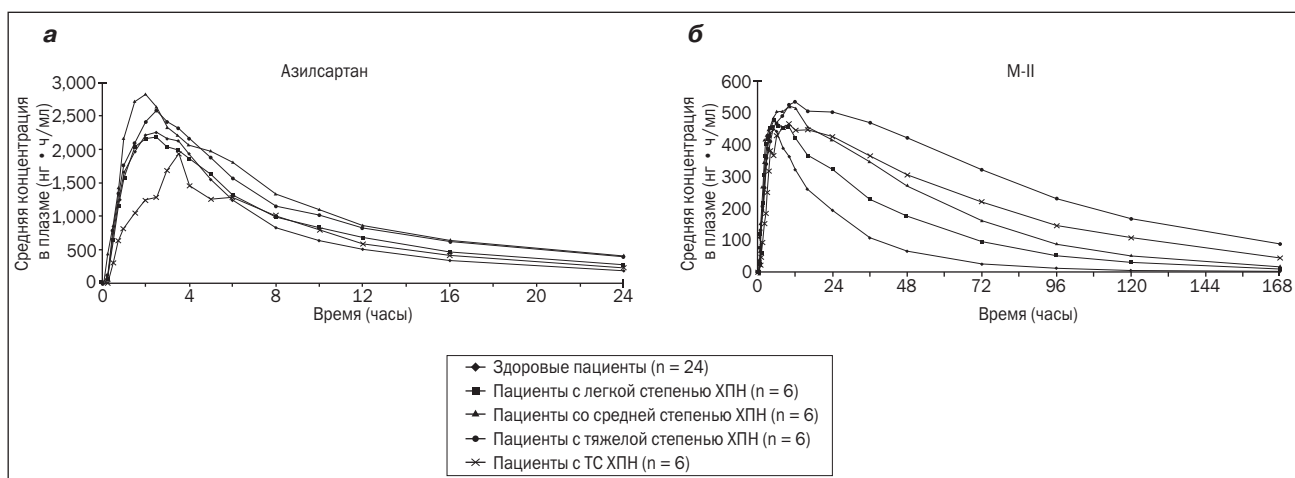 а
Азилсартан
Средняя концентрация
в плазме (нг • ч/мл)
3,000
2,500
2,000
1,500
1,000
500
0
0 4 8 12 16 20 24
Время (часы)
б
M-II
Средняя концентрация
в плазме (нг • ч/мл)
600
500
400
300
200
100
0
0 24 48 72 96 120 144 168
Время (часы)
Здоровые пациенты (n = 24)
Пациенты с легкой степенью ХПН (n = 6)
Пациенты со средней степенью ХПН (n = 6)
Пациенты с тяжелой степенью ХПН (n = 6)
Пациенты с ТС ХПН (n = 6)